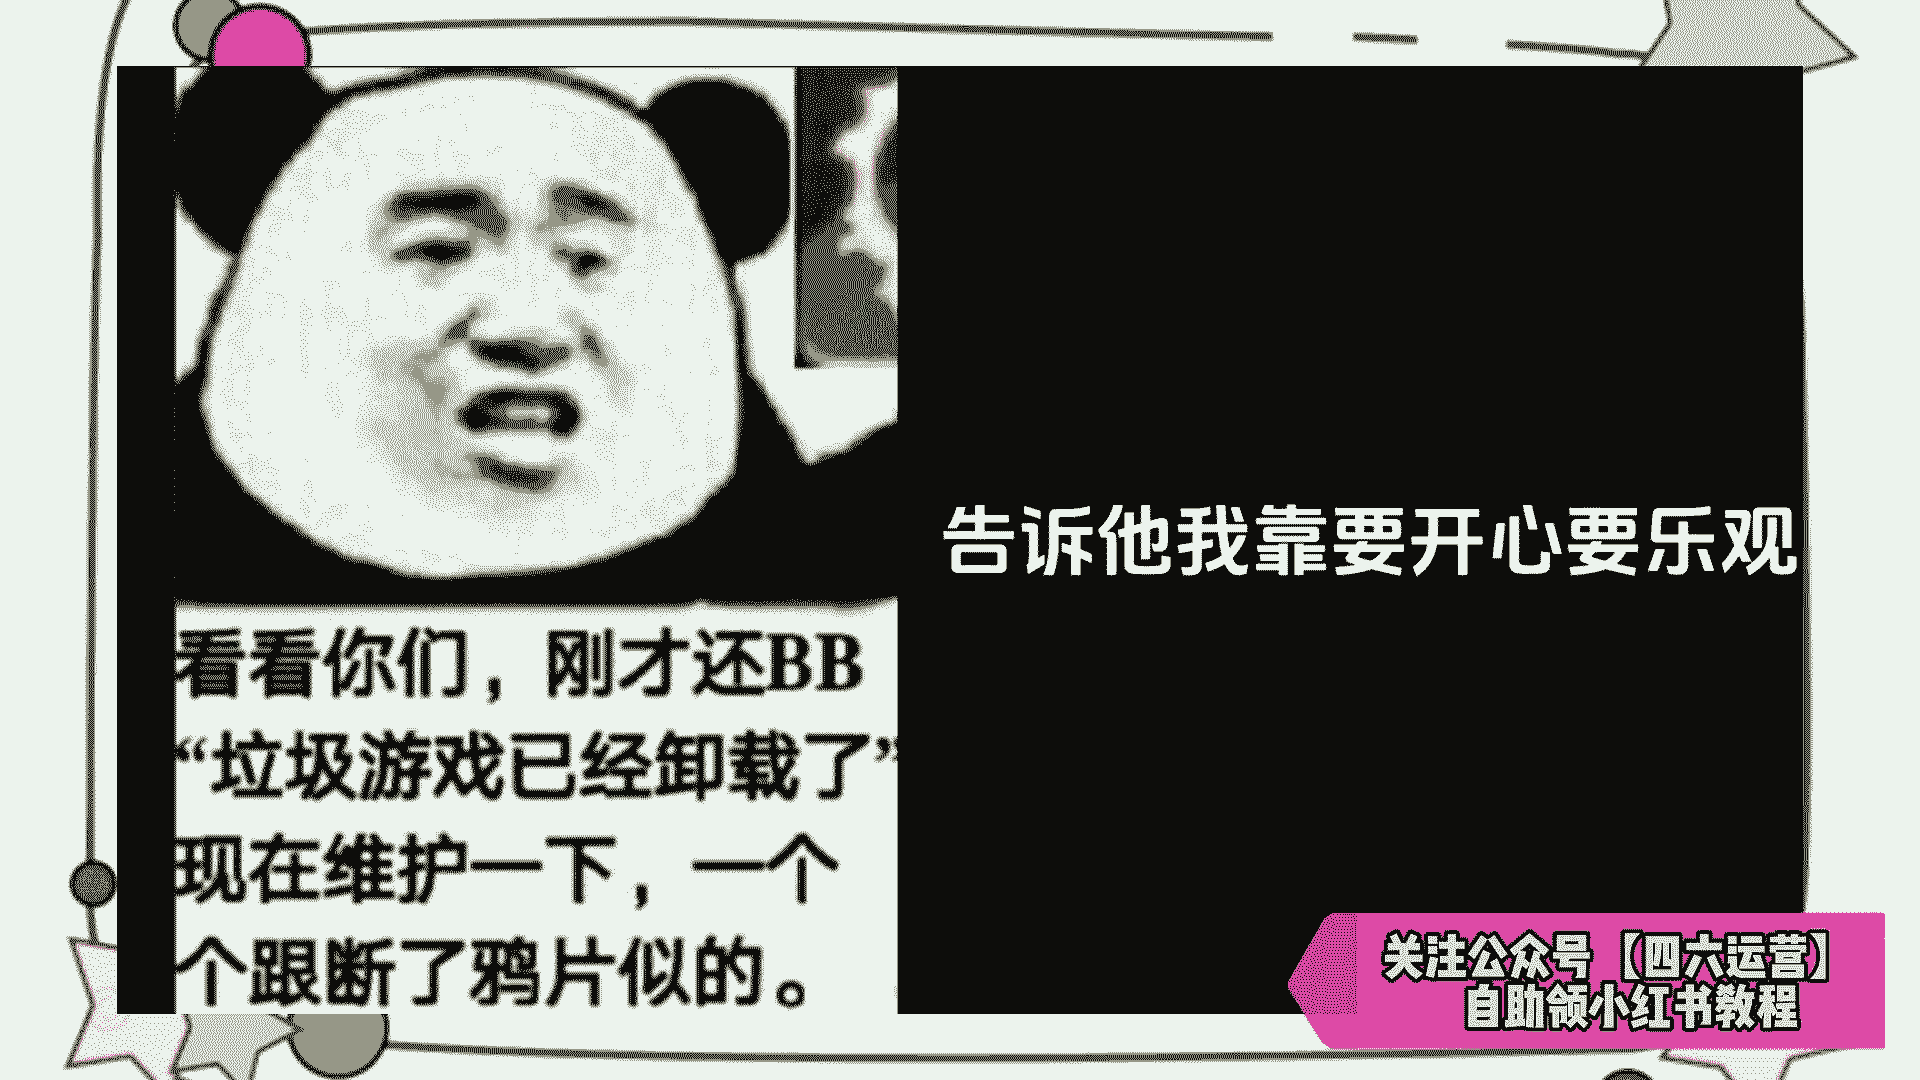 看看你们，刚才还BB
“垃圾游戏已经卸载了”
现在维护一下，一个
个跟断了鸦片似的。
告诉他我靠要开心要乐观
关注公众号【四六运营】
自助领小红书教程